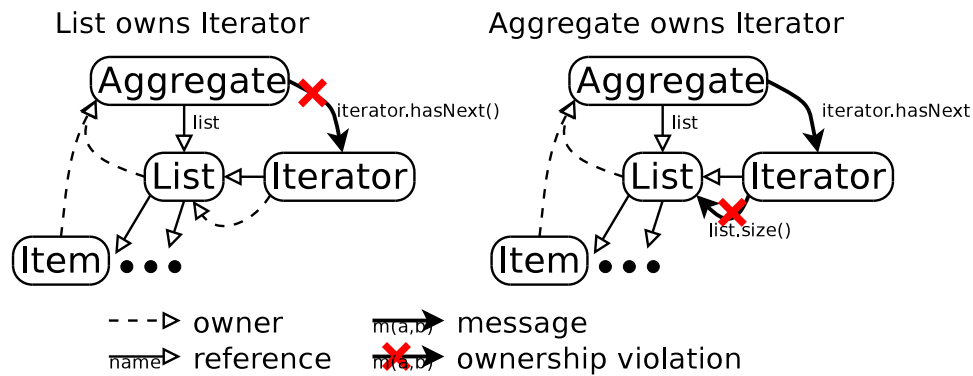 List owns Iterator
Aggregate owns Iterator
Aggregate
iterator.hasNext()
list
List
Iterator
Item
Aggregate
iterator.hasNext
list
List
Iterator
list.size()
Item
owner
m(a,b) message
name reference
m(a,b) ownership violation